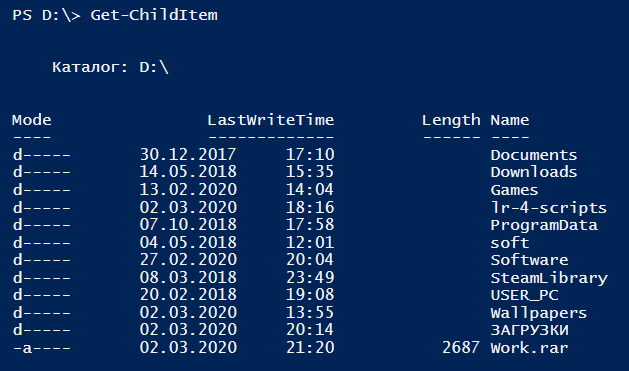 PS D:\> Get-ChildItem
Каталог: D:\
Mode LastWriteTime Length Name
---- ------------- ------ ----
d----- 30.12.2017 17:10 Documents
d----- 14.05.2018 15:35 Downloads
d----- 13.02.2020 14:04 Games
d----- 02.03.2020 18:16 lr-4-scripts
d----- 07.10.2018 17:58 ProgramData
d----- 04.05.2018 12:01 soft
d----- 27.02.2020 20:04 Software
d----- 08.03.2018 23:49 SteamLibrary
d----- 20.02.2018 19:08 USER_PC
d----- 02.03.2020 13:55 Wallpapers
d----- 02.03.2020 20:14 ЗАГРУЗКИ
-a---- 02.03.2020 21:20 2687 Work.rar